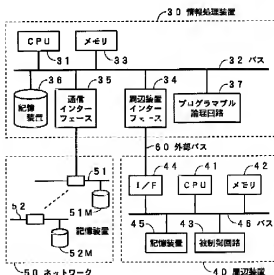 30 情報処理装置
CPU
メモリ
31
33
32 バス
36
35
34
37
記憶装置
通信インターフェース
周辺装置インターフェース
プログラマブル論理回路
60 外部バス
51
44
41
42
52
I/F
CPU
メモリ
51M
記憶装置
52M
45
43
46 バス
記憶装置
被制御回路
50 ネットワーク
40 周辺装置